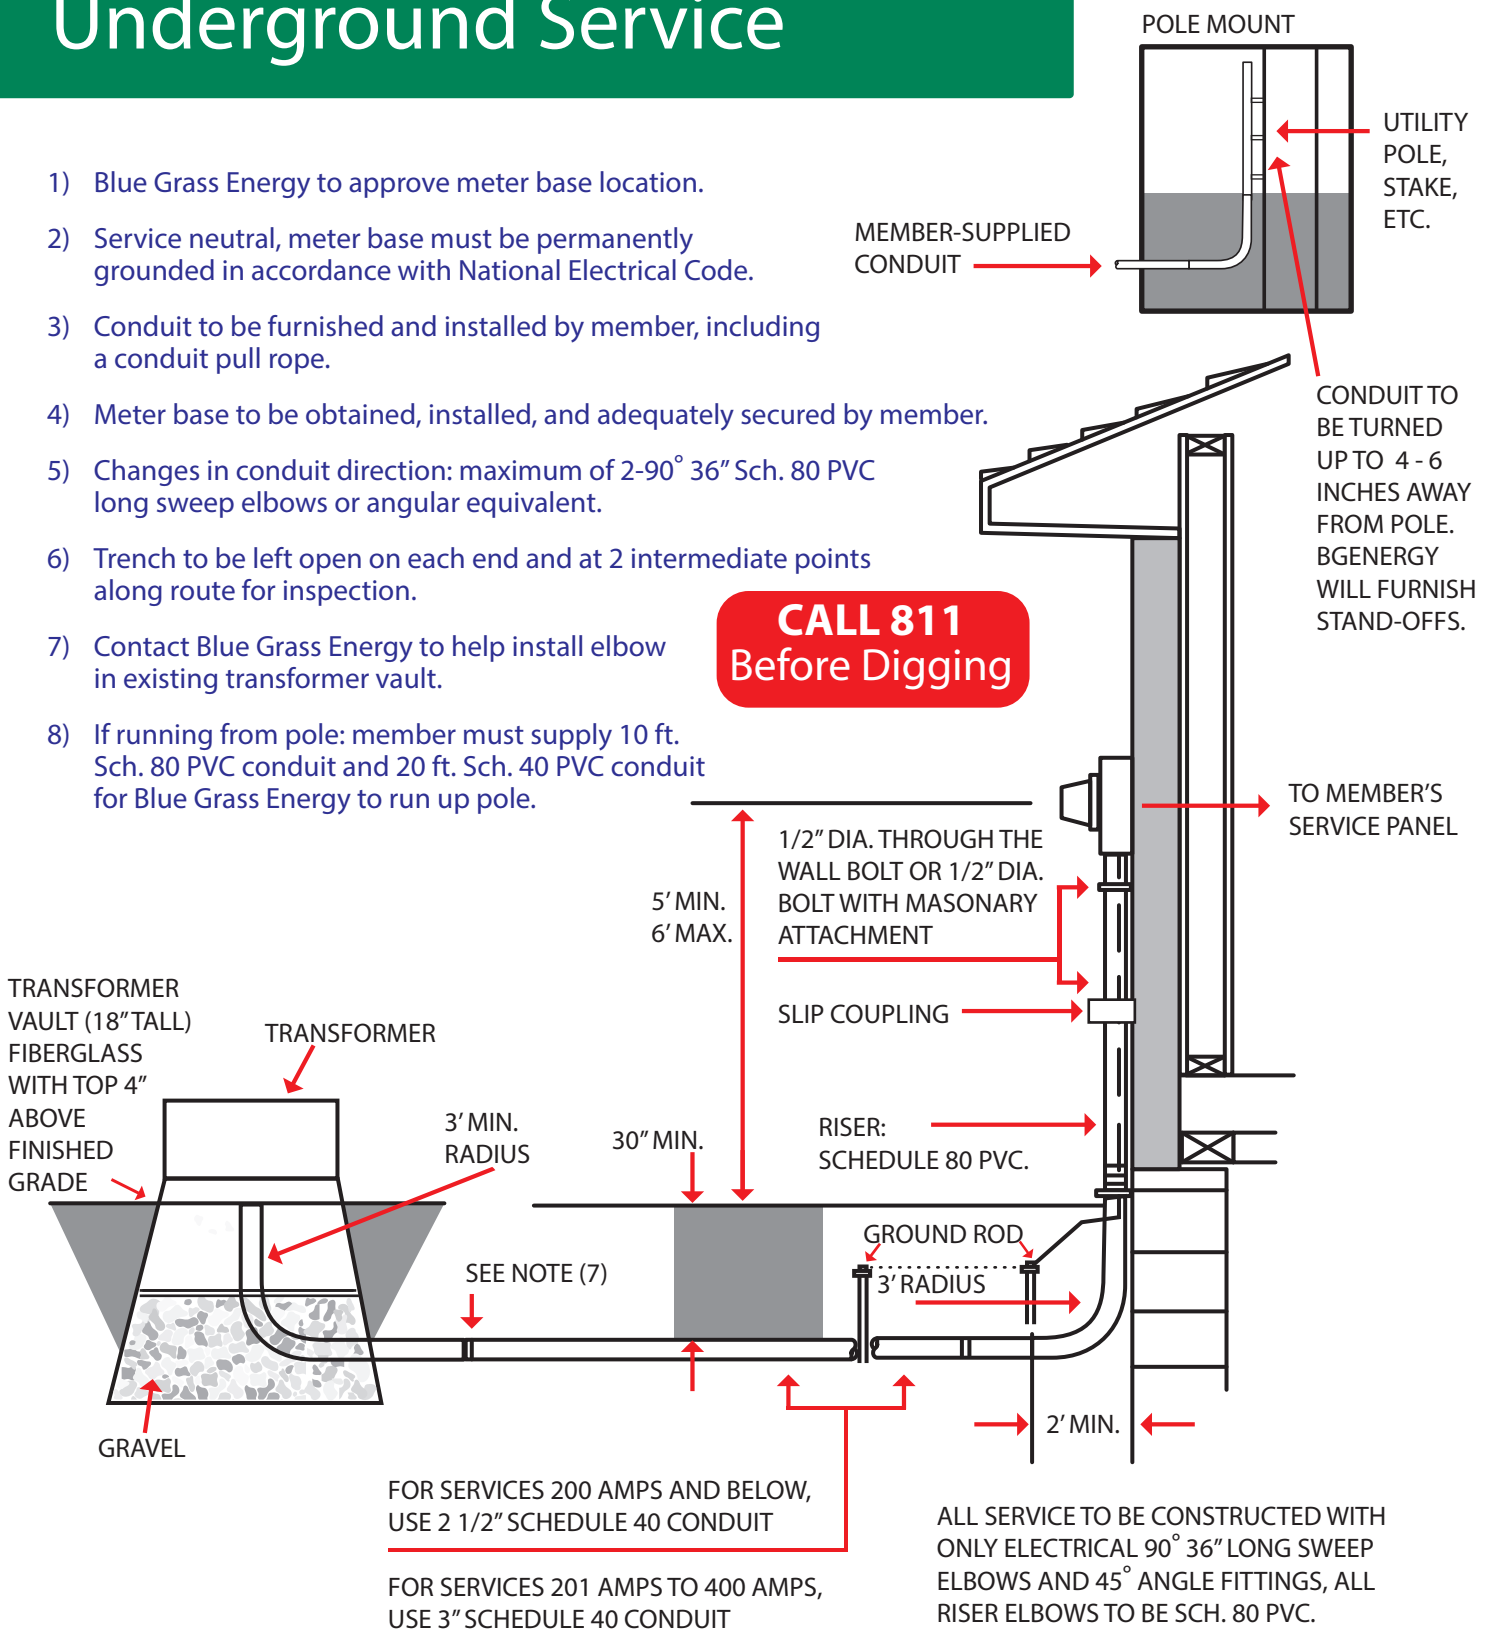 Underground Service
1) Blue Grass Energy to approve meter base location.
2) Service neutral, meter base must be permanently
grounded in accordance with National Electrical Code.
3) Conduit to be furnished and installed by member, including
a conduit pull rope.
4) Meter base to be obtained, installed, and adequately secured by member.
5) Changes in conduit direction: maximum of 2-90° 36” Sch. 80 PVC
long sweep elbows or angular equivalent.
6) Trench to be left open on each end and at 2 intermediate points
along route for inspection.
7) Contact Blue Grass Energy to help install elbow
in existing transformer vault.
8) If running from pole: member must supply 10 ft.
Sch. 80 PVC conduit and 20 ft. Sch. 40 PVC conduit
for Blue Grass Energy to run up pole.
CALL 811
Before Digging
POLE MOUNT
UTILITY
POLE,
STAKE,
ETC.
MEMBER-SUPPLIED
CONDUIT
CONDUIT TO
BE TURNED
UP TO 4 - 6
INCHES AWAY
FROM POLE.
BGENERGY
WILL FURNISH
STAND-OFFS.
TO MEMBER’S
SERVICE PANEL
1/2” DIA. THROUGH THE
WALL BOLT OR 1/2” DIA.
BOLT WITH MASONARY
ATTACHMENT
5’ MIN.
6’ MAX.
SLIP COUPLING
TRANSFORMER
VAULT (18” TALL)
FIBERGLASS
WITH TOP 4”
ABOVE
FINISHED
GRADE
TRANSFORMER
3’ MIN.
RADIUS
30” MIN.
RISER:
SCHEDULE 80 PVC.
GROUND ROD
3’ RADIUS
SEE NOTE (7)
2’ MIN.
GRAVEL
FOR SERVICES 200 AMPS AND BELOW,
USE 2 1/2” SCHEDULE 40 CONDUIT
FOR SERVICES 201 AMPS TO 400 AMPS,
USE 3” SCHEDULE 40 CONDUIT
ALL SERVICE TO BE CONSTRUCTED WITH
ONLY ELECTRICAL 90° 36” LONG SWEEP
ELBOWS AND 45° ANGLE FITTINGS, ALL
RISER ELBOWS TO BE SCH. 80 PVC.